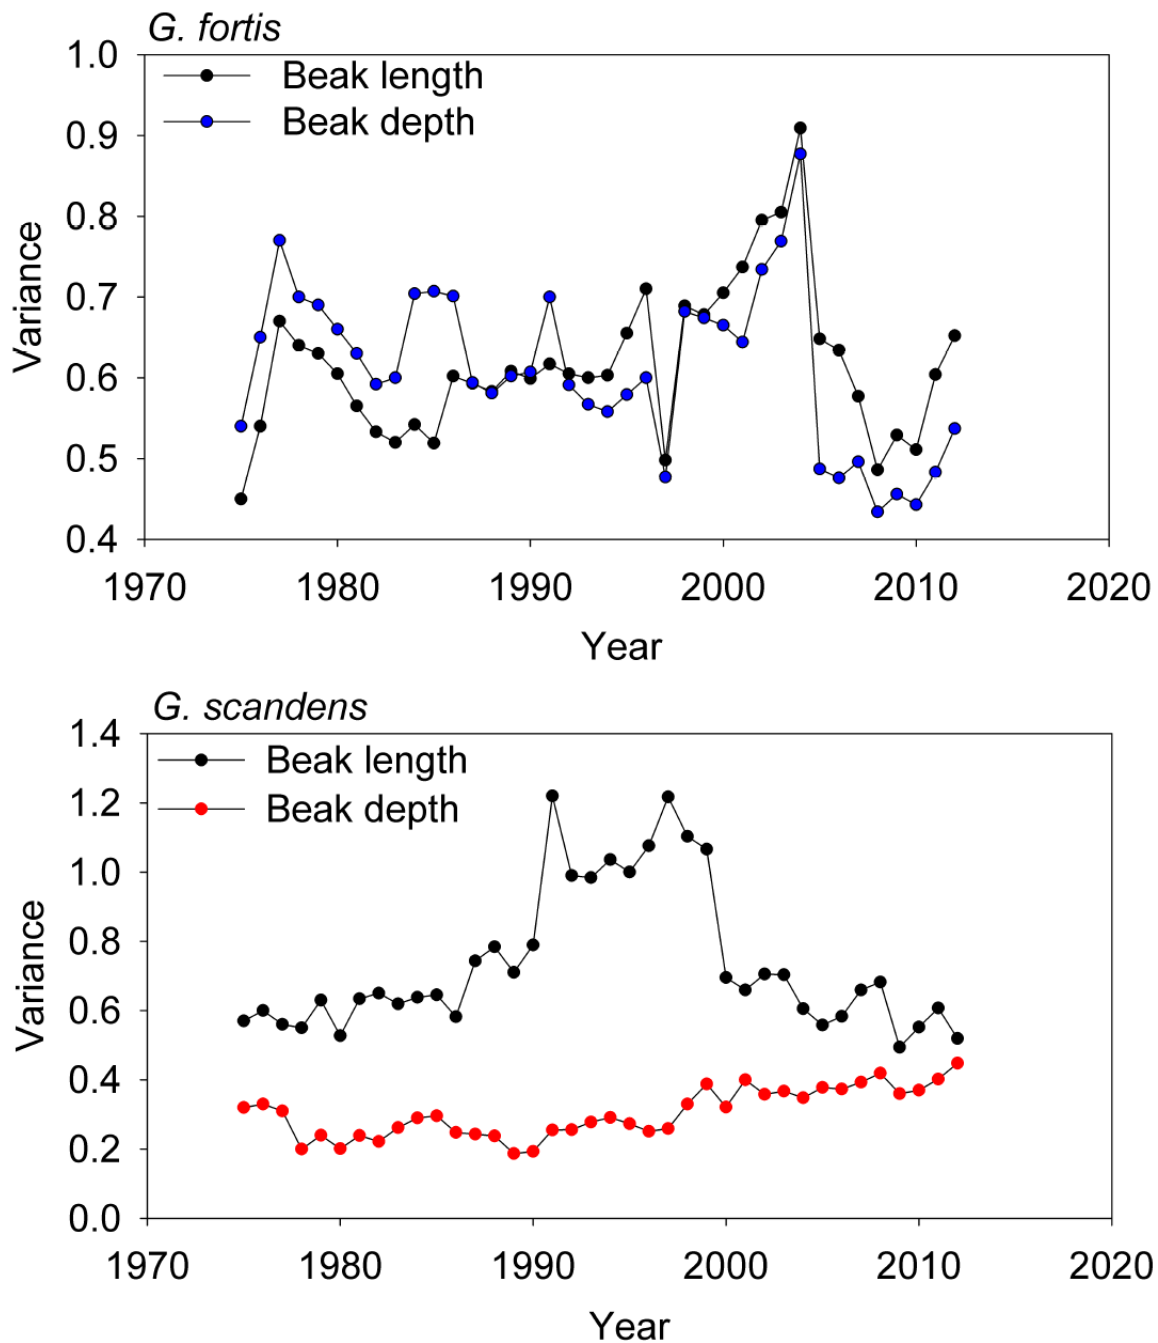 G. fortis
Beak length
Beak depth
Variance
1.0
0.9
0.8
0.7
0.6
0.5
0.4
1970 1980 1990 2000 2010 2020
Year
G. scandens
Beak length
Beak depth
Variance
1.4
1.2
1.0
0.8
0.6
0.4
0.2
0.0
1970 1980 1990 2000 2010 2020
Year